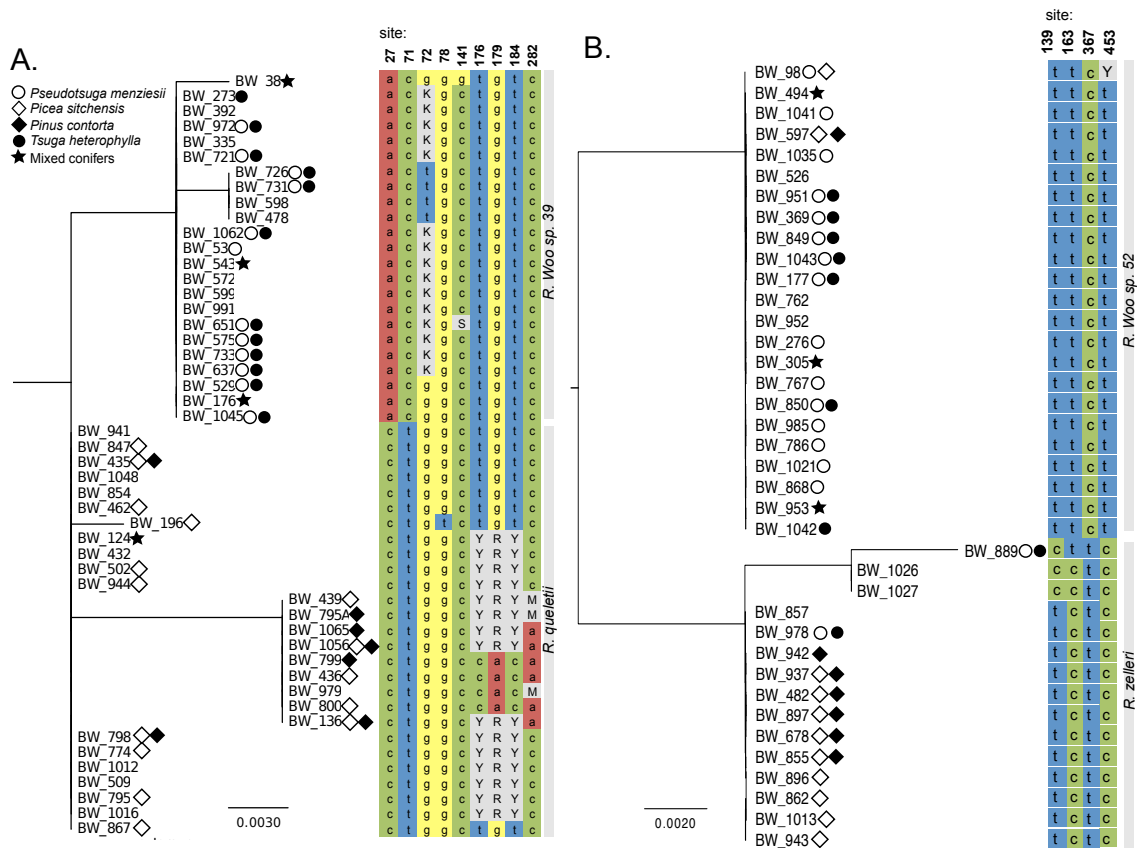 A.
Pseudotsuga menziesii
Picea sitchensis
Pinus contorta
Tsuga heterophylla
Mixed conifers
site:
27 71 72 78 141 176 179 184 282
BW_38 a c g g g t g t c
BW_273 a c K g c t g t c
BW_392 a c K g c t g t c
BW_972 a c K g c t g t c
BW_335 a c K g c t g t c
BW_721 a c K g c t g t c
BW_726 a c t g c t g t c
BW_731 a c t g c t g t c
BW_598 a c t g c t g t c
BW_478 a c t g c t g t c
BW_1062 a c K g c t g t c
BW_53 a c K g c t g t c
BW_543 a c K g c t g t c
BW_572 a c K g c t g t c
BW_599 a c K g c t g t c
BW_991 a c K g c t g t c
BW_651 a c K g S t g t c
BW_575 a c K g c t g t c
BW_733 a c K g c t g t c
BW_637 a c K g c t g t c
BW_529 a c g g c t g t c
BW_176 a c g g c t g t c
BW_1045 a c g g c t g t c
R. Woo sp. 39
BW_941 c t g g c t g t c
BW_847 c t g g c t g t c
BW_435 c t g g c t g t c
BW_1048 c t g g c t g t c
BW_854 c t g g c t g t c
BW_462 c t g g c t g t c
BW_196 c t g t c t g t c
BW_124 c t g g c Y R Y c
BW_432 c t g g c Y R Y c
BW_502 c t g g c Y R Y c
BW_944 c t g g c Y R Y c
BW_439 c t g g c Y R Y M
BW_795A c t g g c Y R Y M
BW_1065 c t g g c Y R Y a
BW_1056 c t g g c Y R Y a
BW_799 c t g g c c a c a
BW_436 c t g g c c a c a
BW_979 c t g g c c a c M
BW_800 c t g g c c a c a
BW_136 c t g g c Y R Y a
BW_798 c t g g c Y R Y c
BW_774 c t g g c Y R Y c
BW_1012 c t g g c Y R Y c
BW_509 c t g g c Y R Y c
BW_795 c t g g c Y R Y c
BW_1016 c t g g c Y R Y c
BW_867 c t g g c t g t c
R. queletii
0.0030
B.
site:
139 163 367 453
BW_98 t t c Y
BW_494 t t c t
BW_1041 t t c t
BW_597 t t c t
BW_1035 t t c t
BW_526 t t c t
BW_951 t t c t
BW_369 t t c t
BW_849 t t c t
BW_1043 t t c t
BW_177 t t c t
BW_762 t t c t
BW_952 t t c t
BW_276 t t c t
BW_305 t t c t
BW_767 t t c t
BW_850 t t c t
BW_985 t t c t
BW_786 t t c t
BW_1021 t t c t
BW_868 t t c t
BW_953 t t c t
BW_1042 t t c t
R. Woo sp. 52
BW_889 c t t c
BW_1026 c c t c
BW_1027 c c t c
BW_857 t c t c
BW_978 t c t c
BW_942 t c t c
BW_937 t c t c
BW_482 t c t c
BW_897 t c t c
BW_678 t c t c
BW_855 t c t c
BW_896 t c t c
BW_862 t c t c
BW_1013 t c t c
BW_943 t c t c
R. zelleri
0.0020